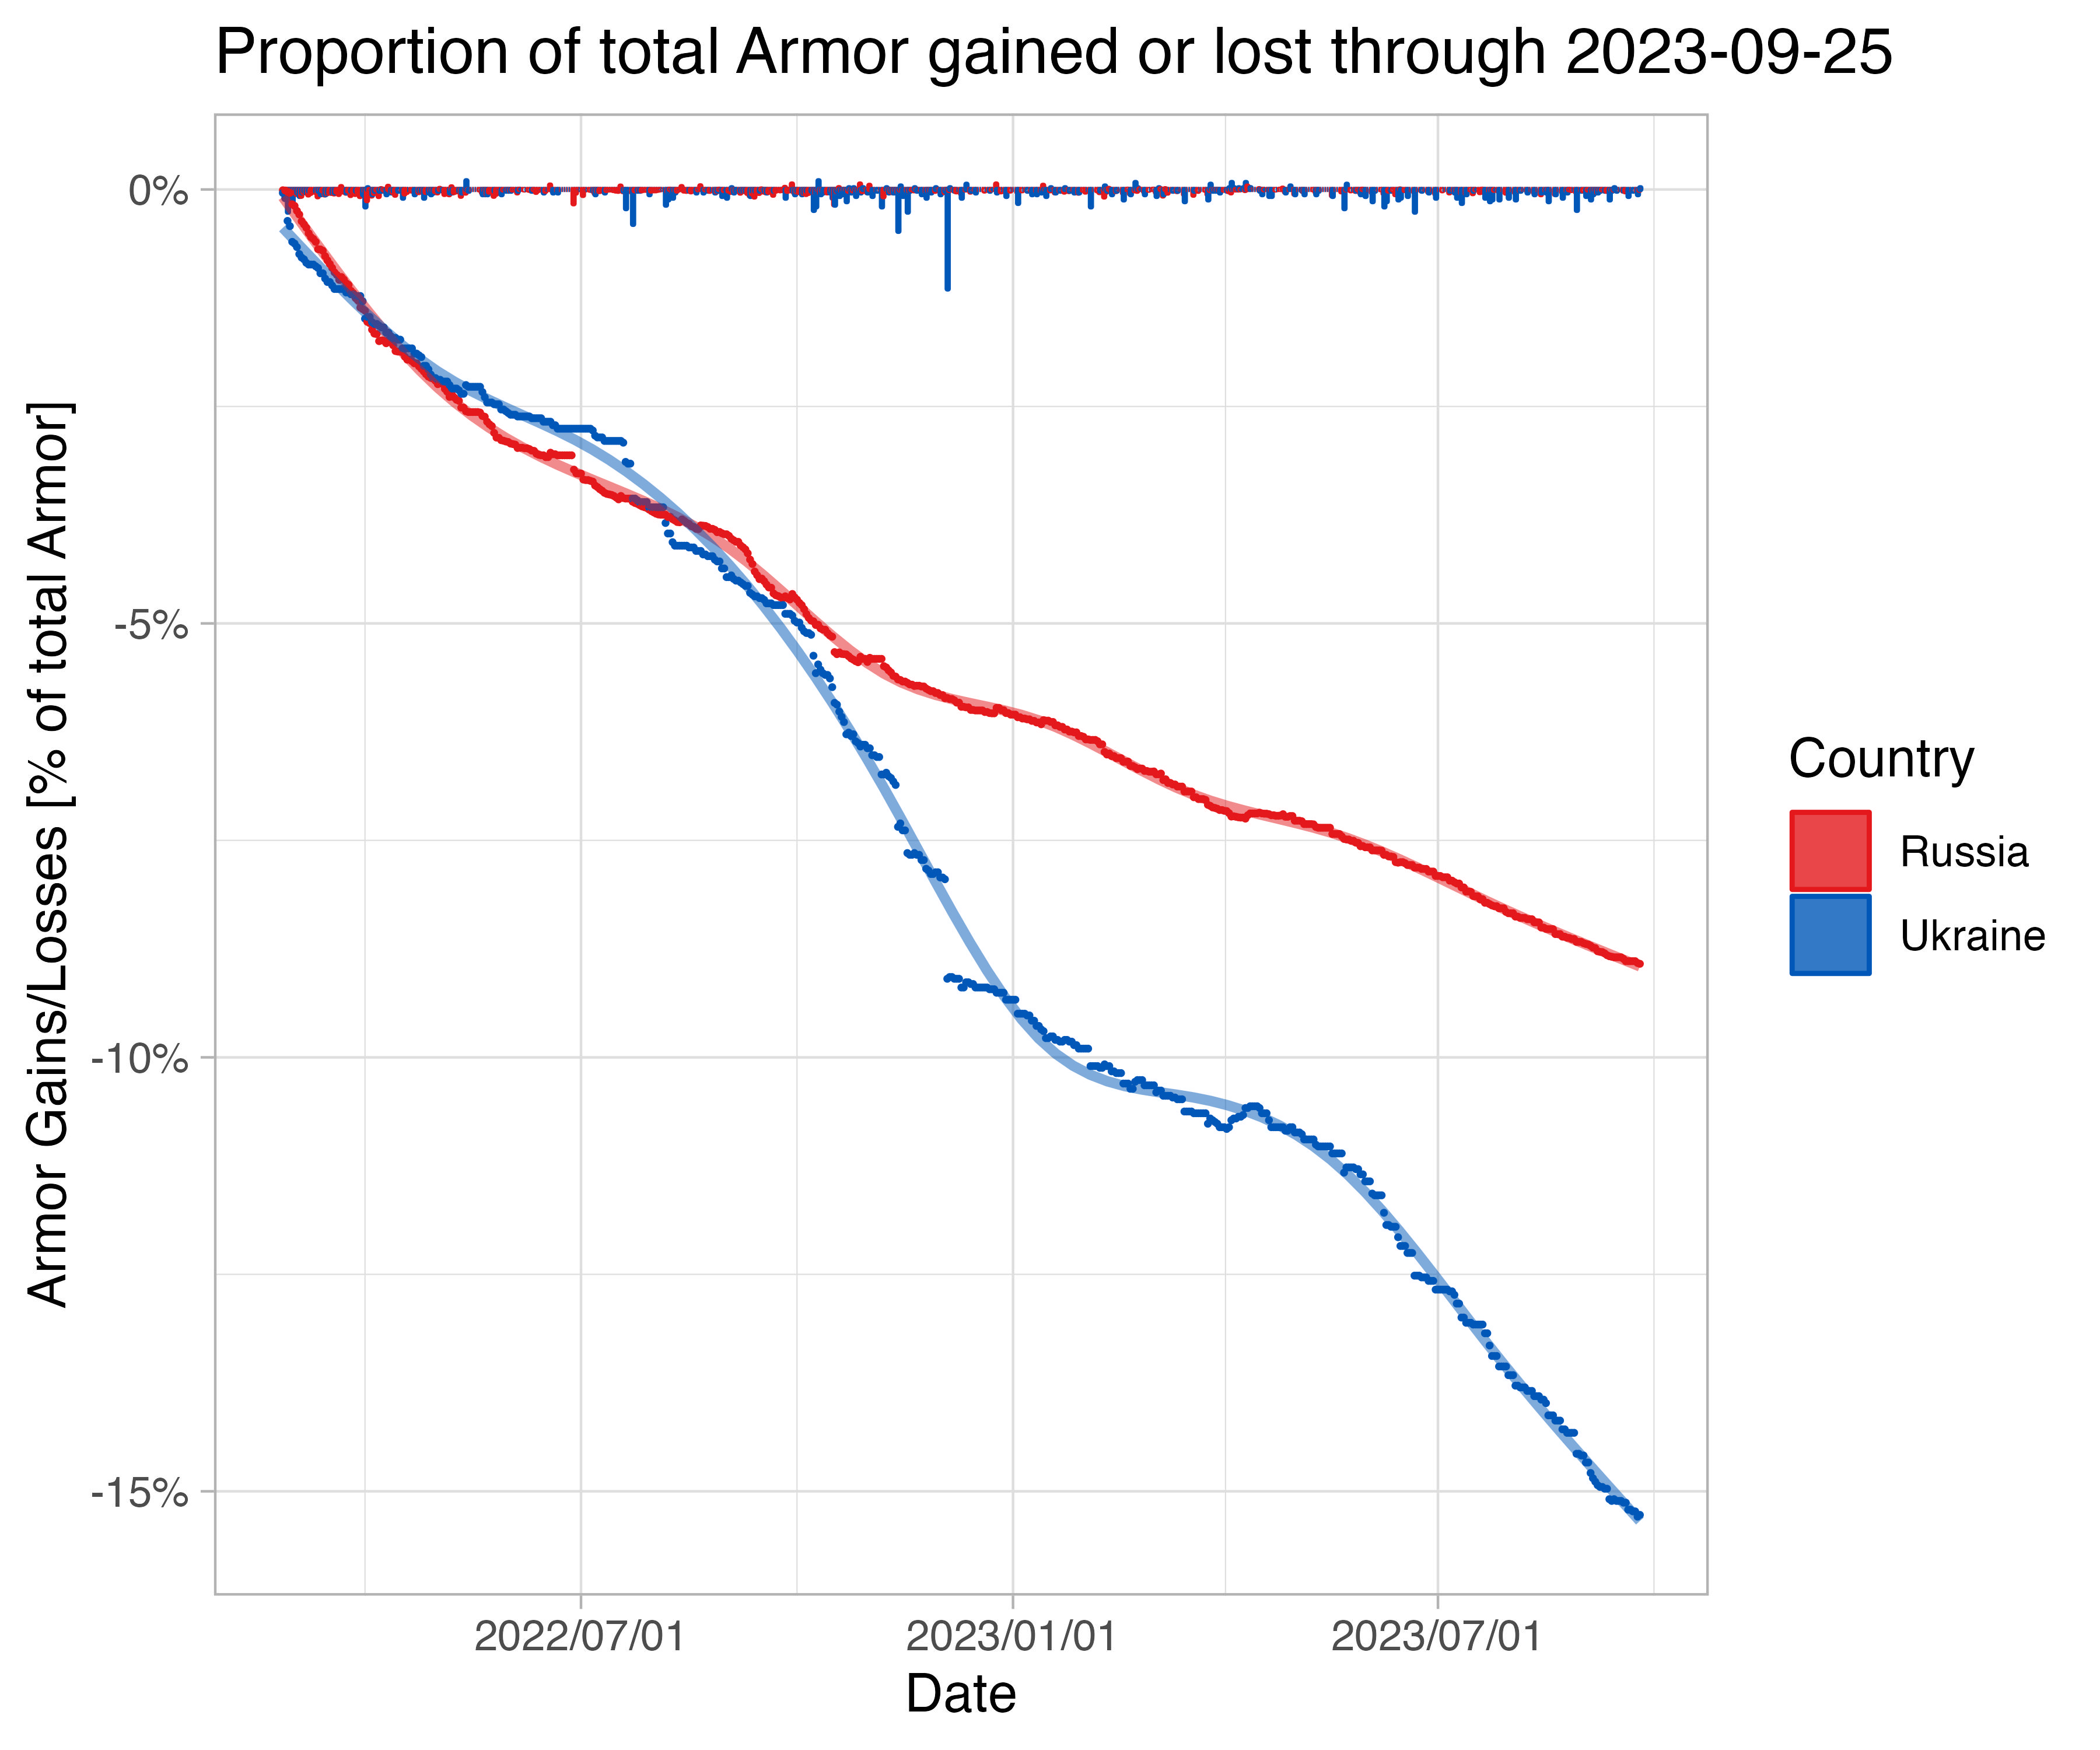 Proportion of total Armor gained or lost through 2023-09-25
Armor Gains/Losses [% of total Armor]
0%
-5%
-10%
-15%
2022/07/01
2023/01/01
2023/07/01
Date
Country
Russia
Ukraine